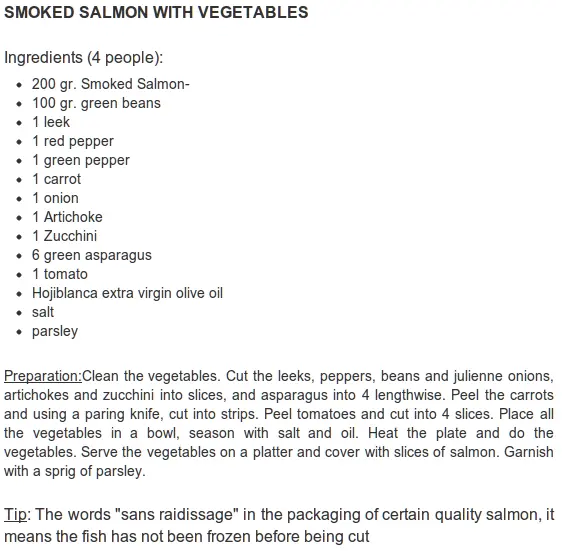 SMOKED SALMON WITH VEGETABLES
Ingredients (4 people):
• 200 gr. Smoked Salmon-
• 100 gr. green beans
• 1 leek
• 1 red pepper
• 1 green pepper
• 1 carrot
• 1 onion
• 1 Artichoke
• 1 Zucchini
• 6 green asparagus
• 1 tomato
• Hojiblanca extra virgin olive oil
• salt
• parsley
Preparation:Clean the vegetables. Cut the leeks, peppers, beans and julienne onions,
artichokes and zucchini into slices, and asparagus into 4 lengthwise. Peel the carrots
and using a paring knife, cut into strips. Peel tomatoes and cut into 4 slices. Place all
the vegetables in a bowl, season with salt and oil. Heat the plate and do the
vegetables. Serve the vegetables on a platter and cover with slices of salmon. Garnish
with a sprig of parsley.
Tip: The words "sans raidissage" in the packaging of certain quality salmon, it
means the fish has not been frozen before being cut